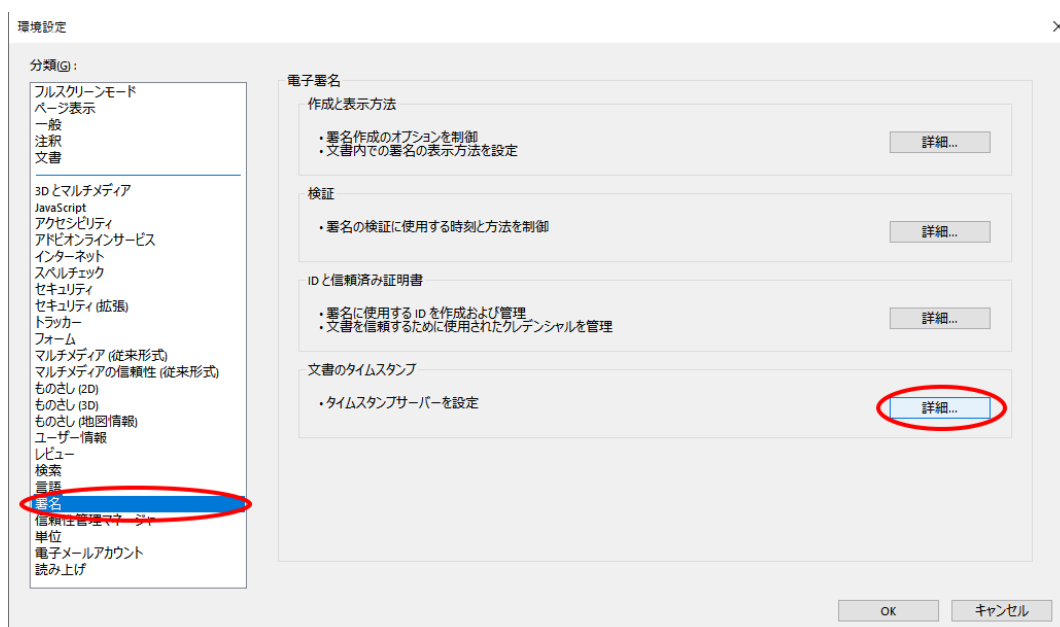 環境設定
分類(G):
フルスクリーンモード
ページ表示
一般
注釈
文書
3D とマルチメディア
JavaScript
アクセシビリティ
アドビオンラインサービス
インターネット
スペルチェック
セキュリティ
セキュリティ (拡張)
トラッカー
フォーム
マルチメディア (従来形式)
マルチメディアの信頼性 (従来形式)
ものさし (2D)
ものさし (3D)
ものさし (地図情報)
ユーザー情報
レビュー
検索
言語
署名
信頼性管理マネージャ
単位
電子メールアカウント
読み上げ
電子署名
作成と表示方法
・署名作成のオプションを制御
・文書内での署名の表示方法を設定
詳細...
検証
・署名の検証に使用する時刻と方法を制御
詳細...
ID と信頼済み証明書
・署名に使用する ID を作成および管理
・文書を信頼するために使用されたクレデンシャルを管理
詳細...
文書のタイムスタンプ
・タイムスタンプサーバーを設定
詳細...
OK
キャンセル